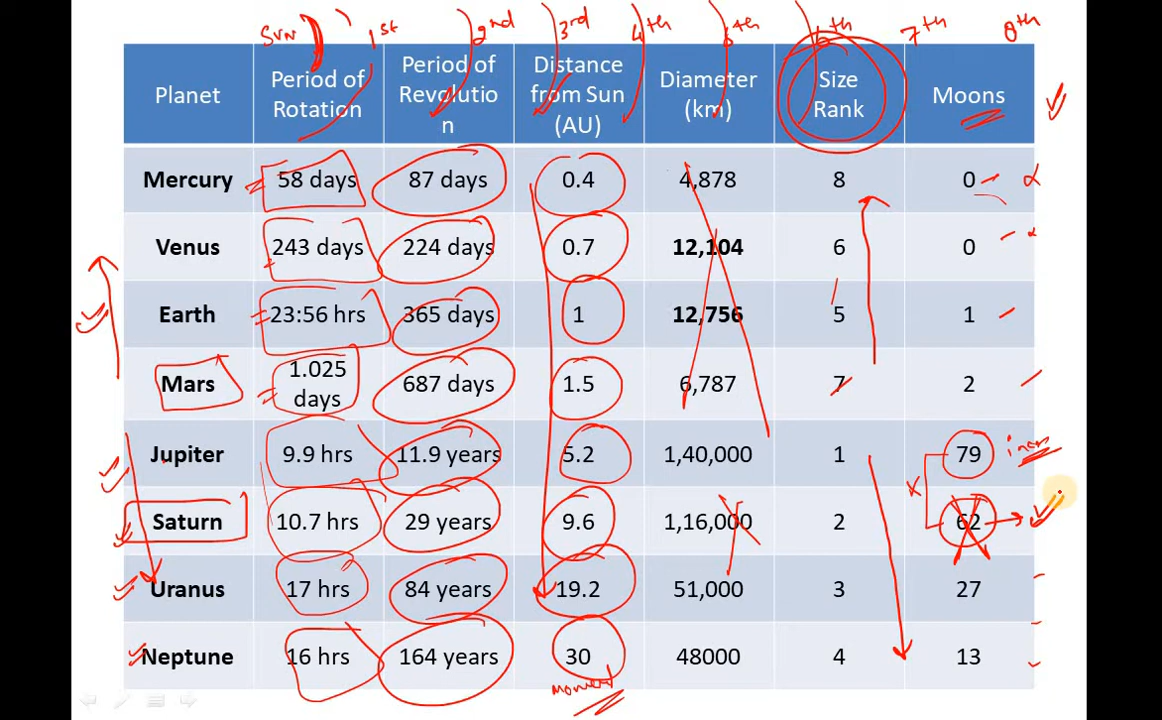 SUN 1st 2nd 3rd 4th 5th 6th 7th 8th
Planet Period of Rotation Period of Revolutio n Distance from Sun (AU) Diameter (km) Size Rank Moons
Mercury 58 days 87 days 0.4 4,878 8 0
Venus 243 days 224 days 0.7 12,104 6 0
Earth 23:56 hrs 365 days 1 12,756 5 1
Mars 1.025 days 687 days 1.5 6,787 7 2
Jupiter 9.9 hrs 11.9 years 5.2 1,40,000 1 79
Saturn 10.7 hrs 29 years 9.6 1,16,000 2 62
Uranus 17 hrs 84 years 19.2 51,000 3 27
Neptune 16 hrs 164 years 30 48000 4 13
moment